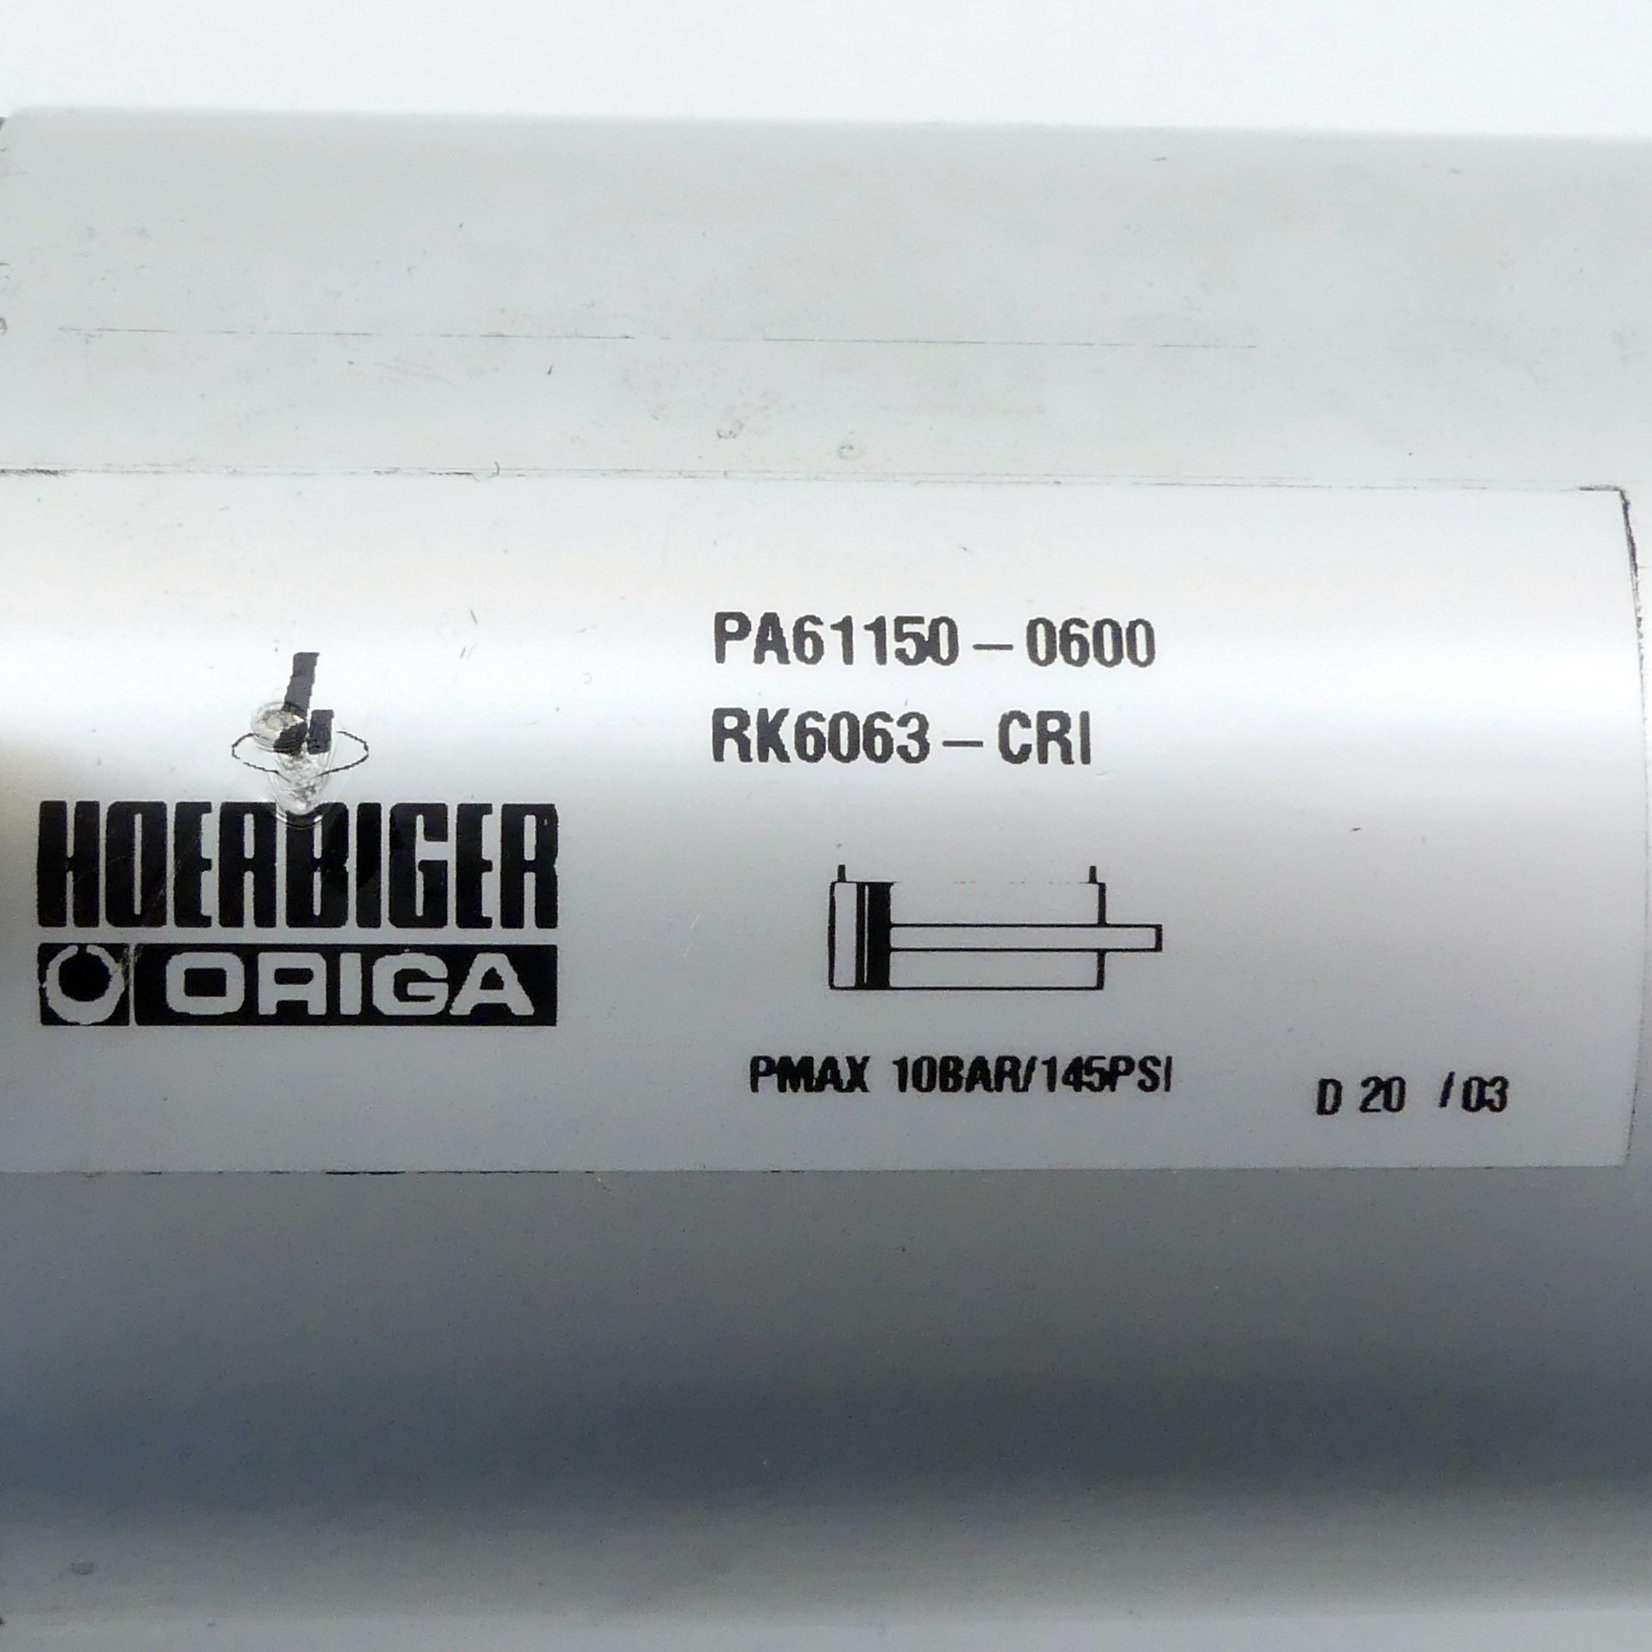 PA61150-0600
RK6063-CRI
HOERBIGER
ORIGA
PMAX 10BAR/145PSI
D 20 /03